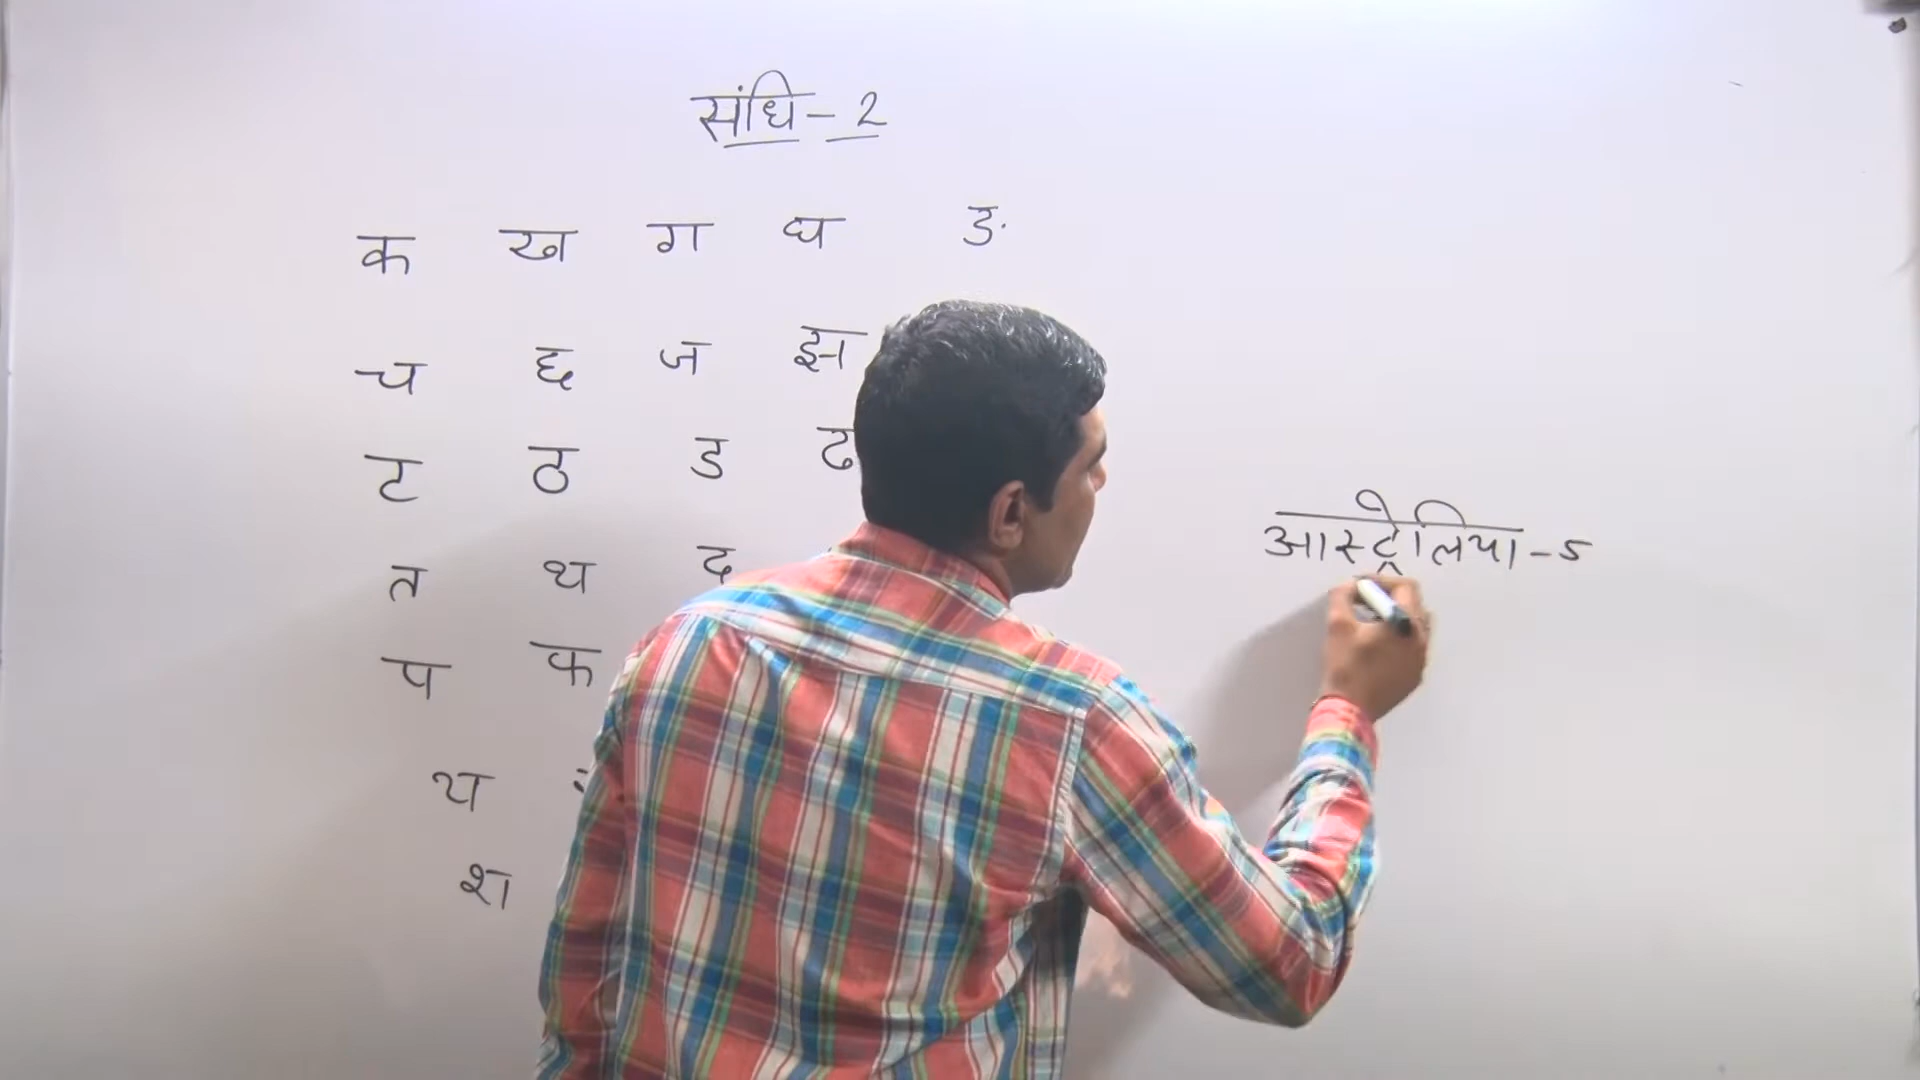 संधि - 2
क ख ग घ ङ
च छ ज झ
ट ठ ड ढ
त थ द
प फ
य
श
आस्ट्रेलिया - 5